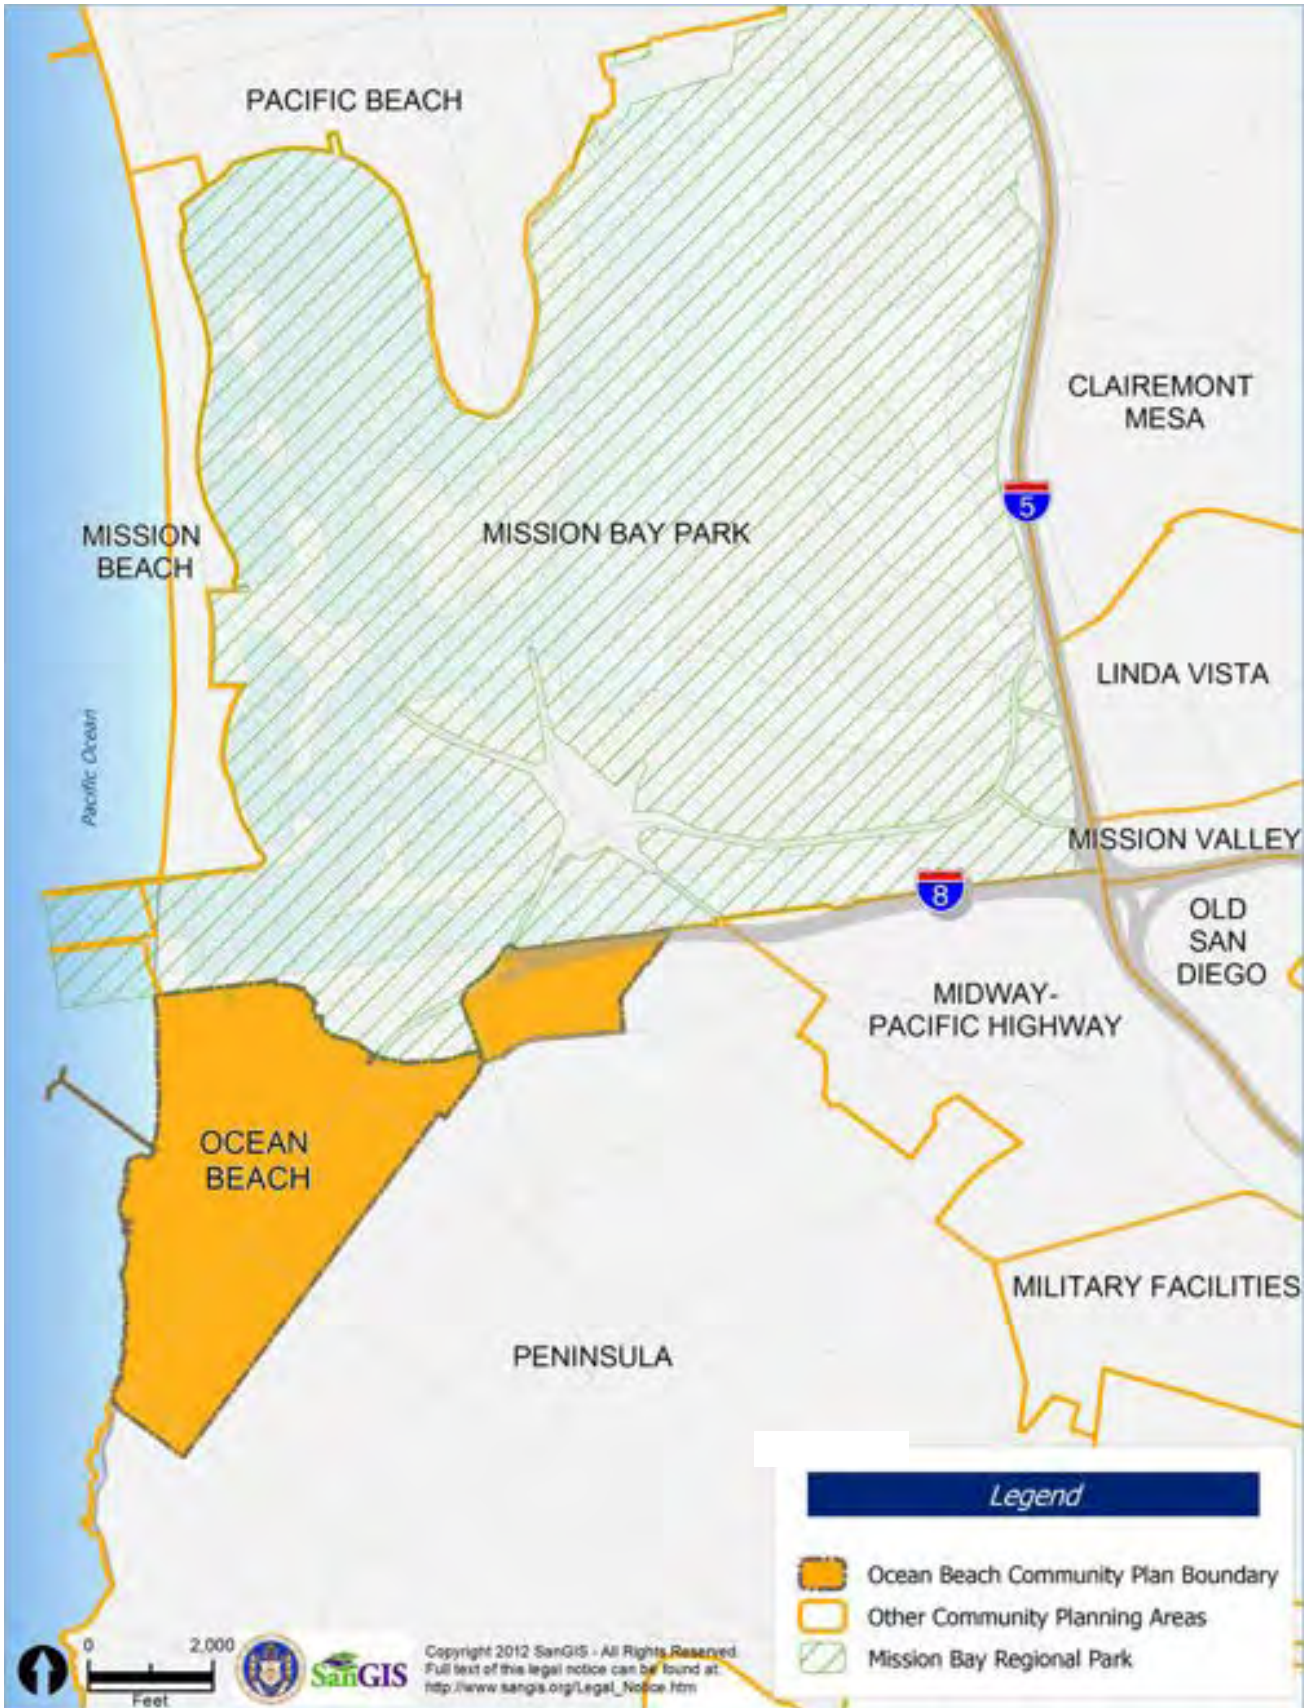 PACIFIC BEACH
CLAIREMONT
MESA
5
MISSION
BEACH
MISSION BAY PARK
LINDA VISTA
Pacific Ocean
MISSION VALLEY
8
OLD
SAN
DIEGO
MIDWAY-
PACIFIC HIGHWAY
OCEAN
BEACH
MILITARY FACILITIES
PENINSULA
Legend
Ocean Beach Community Plan Boundary
Other Community Planning Areas
Mission Bay Regional Park
0 2,000
Feet
SanGIS
Copyright 2012 SanGIS - All Rights Reserved.
Full text of this legal notice can be found at:
http://www.sangis.org/Legal_Notice.htm